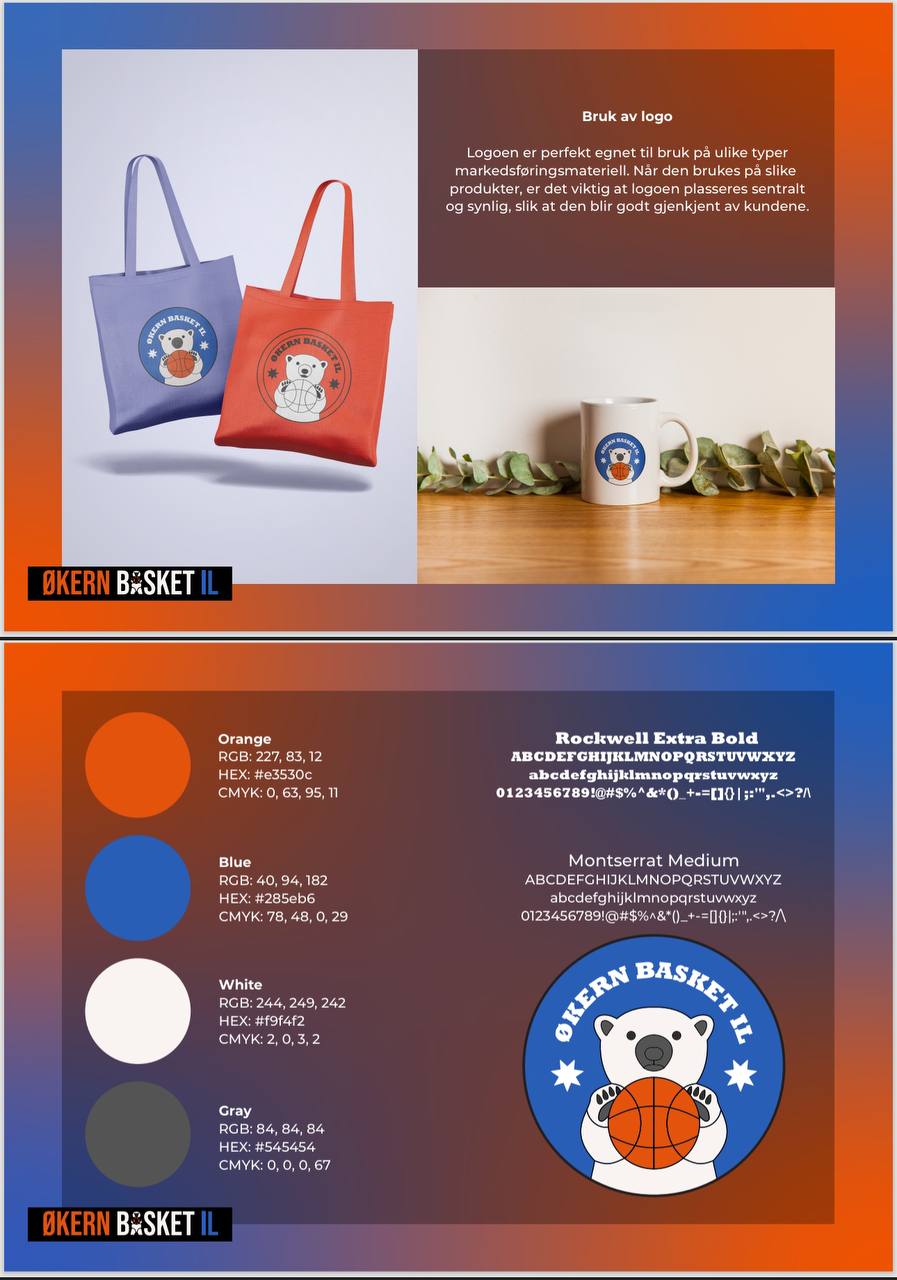 Bruk av logo
Logoen er perfekt egnet til bruk på ulike typer
markedsføringsmateriell. Når den brukes på slike
produkter, er det viktig at logoen plasseres sentralt
og synlig, slik at den blir godt gjenkjent av kundene.
ØKERN BASKET IL
ØKERN BASKET IL
ØKERN BASKET IL
ØKERN BASKET IL
Orange
RGB: 227, 83, 12
HEX: #e3530c
CMYK: 0, 63, 95, 11
Blue
RGB: 40, 94, 182
HEX: #285eb6
CMYK: 78, 48, 0, 29
White
RGB: 244, 249, 242
HEX: #f9f4f2
CMYK: 2, 0, 3, 2
Gray
RGB: 84, 84, 84
HEX: #545454
CMYK: 0, 0, 0, 67
Rockwell Extra Bold
ABCDEFGHIJKLMNOPQRSTUVWXYZ
abcdefghijklmnopqrstuvwxyz
0123456789!@#$%^&*()_+-=[]{}|;:'",.<>?/\
Montserrat Medium
ABCDEFGHIJKLMNOPQRSTUVWXYZ
abcdefghijklmnopqrstuvwxyz
0123456789!@#$%^&*()_+-=[]{}|;:'",.<>?/\
ØKERN BASKET IL
ØKERN BASKET IL